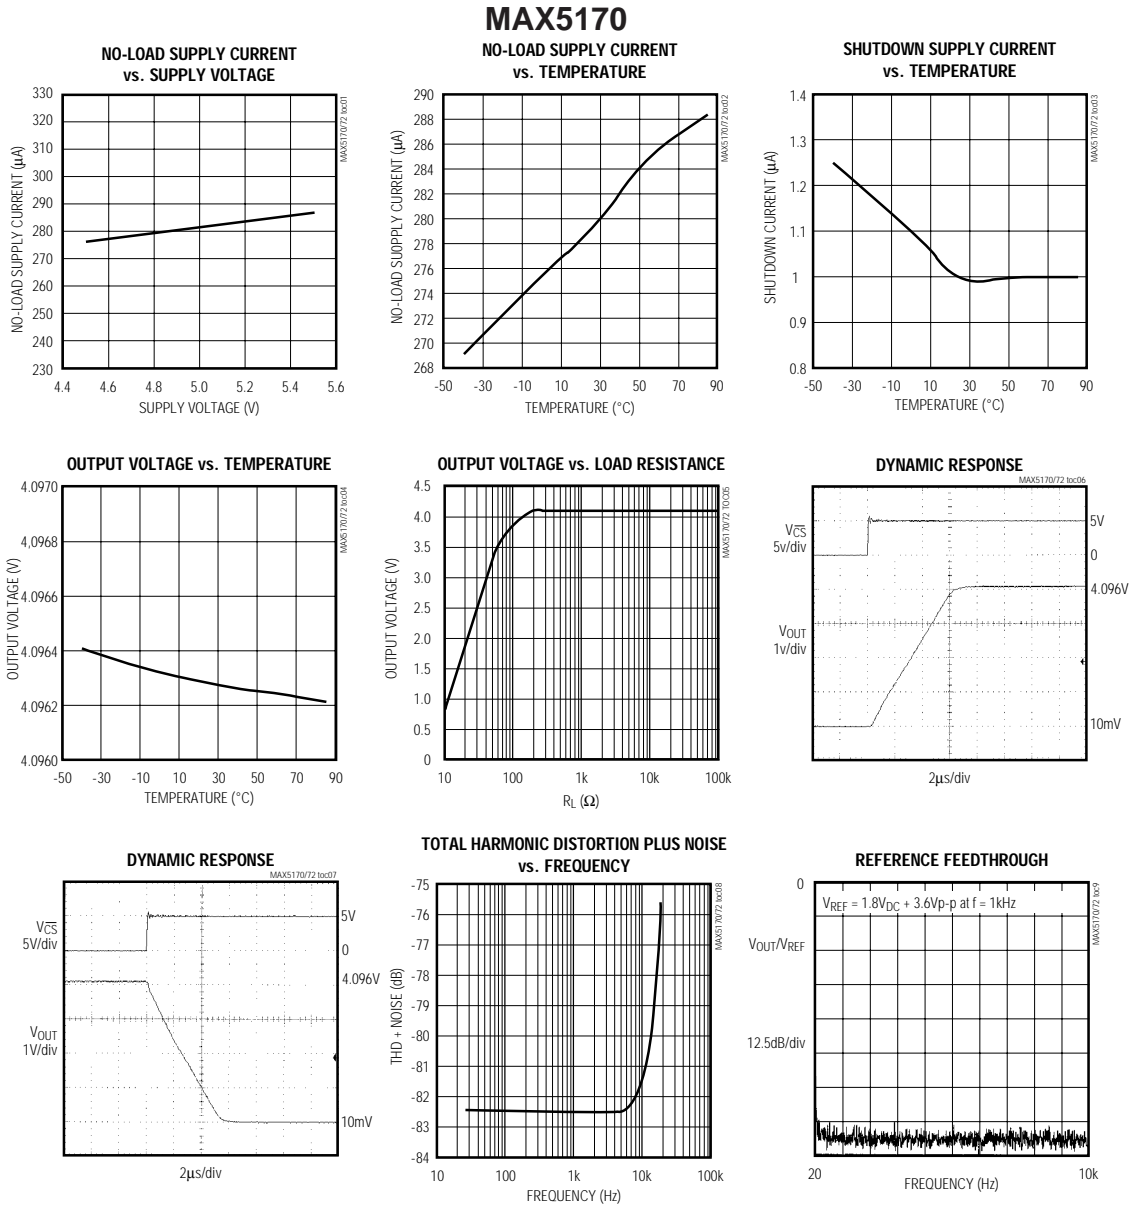 MAX5170
NO-LOAD SUPPLY CURRENT
vs. SUPPLY VOLTAGE
330
320
310
300
290
280
270
260
250
240
230
NO-LOAD SUPPLY CURRENT (µA)
4.4 4.6 4.8 5.0 5.2 5.4 5.6
SUPPLY VOLTAGE (V)
MAX5170/72 toc01
NO-LOAD SUPPLY CURRENT
vs. TEMPERATURE
290
288
286
284
282
280
278
276
274
270
268
NO-LOAD SU0PPLY CURRENT (µA)
-50 -30 -10 10 30 50 70 90
TEMPERATURE (°C)
MAX5170/72 toc02
SHUTDOWN SUPPLY CURRENT
vs. TEMPERATURE
1.4
1.3
1.2
1.1
1
0.9
0.8
SHUTDOWN CURRENT (µA)
-50 -30 -10 10 30 50 70 90
TEMPERATURE (°C)
MAX5170/72 toc03
OUTPUT VOLTAGE vs. TEMPERATURE
4.0970
4.0968
4.0966
4.0964
4.0962
4.0960
OUTPUT VOLTAGE (V)
-50 -30 -10 10 30 50 70 90
TEMPERATURE (°C)
MAX5170/72 toc04
OUTPUT VOLTAGE vs. LOAD RESISTANCE
4.5
4.0
3.5
3.0
2.5
2.0
1.5
1.0
0.5
0
OUTPUT VOLTAGE (V)
10 100 1k 10k 100k
RL (Ω)
MAX5170/72 TOC05
DYNAMIC RESPONSE
MAX5170/72 toc06
VCS
5v/div
5V
0
4.096V
VOUT
1v/div
10mV
2µs/div
DYNAMIC RESPONSE
MAX5170/72 toc07
VCS
5V/div
5V
0
4.096V
VOUT
1V/div
10mV
2µs/div
TOTAL HARMONIC DISTORTION PLUS NOISE
vs. FREQUENCY
-75
-76
-77
-78
-79
-80
-81
-82
-83
-84
THD + NOISE (dB)
10 100 1k 10k 100k
FREQUENCY (Hz)
MAX5170/72 toc08
REFERENCE FEEDTHROUGH
0
VREF = 1.8VDC + 3.6Vp-p at f = 1kHz
VOUT/VREF
12.5dB/div
20 10k
FREQUENCY (Hz)
MAX5170/72 toc9